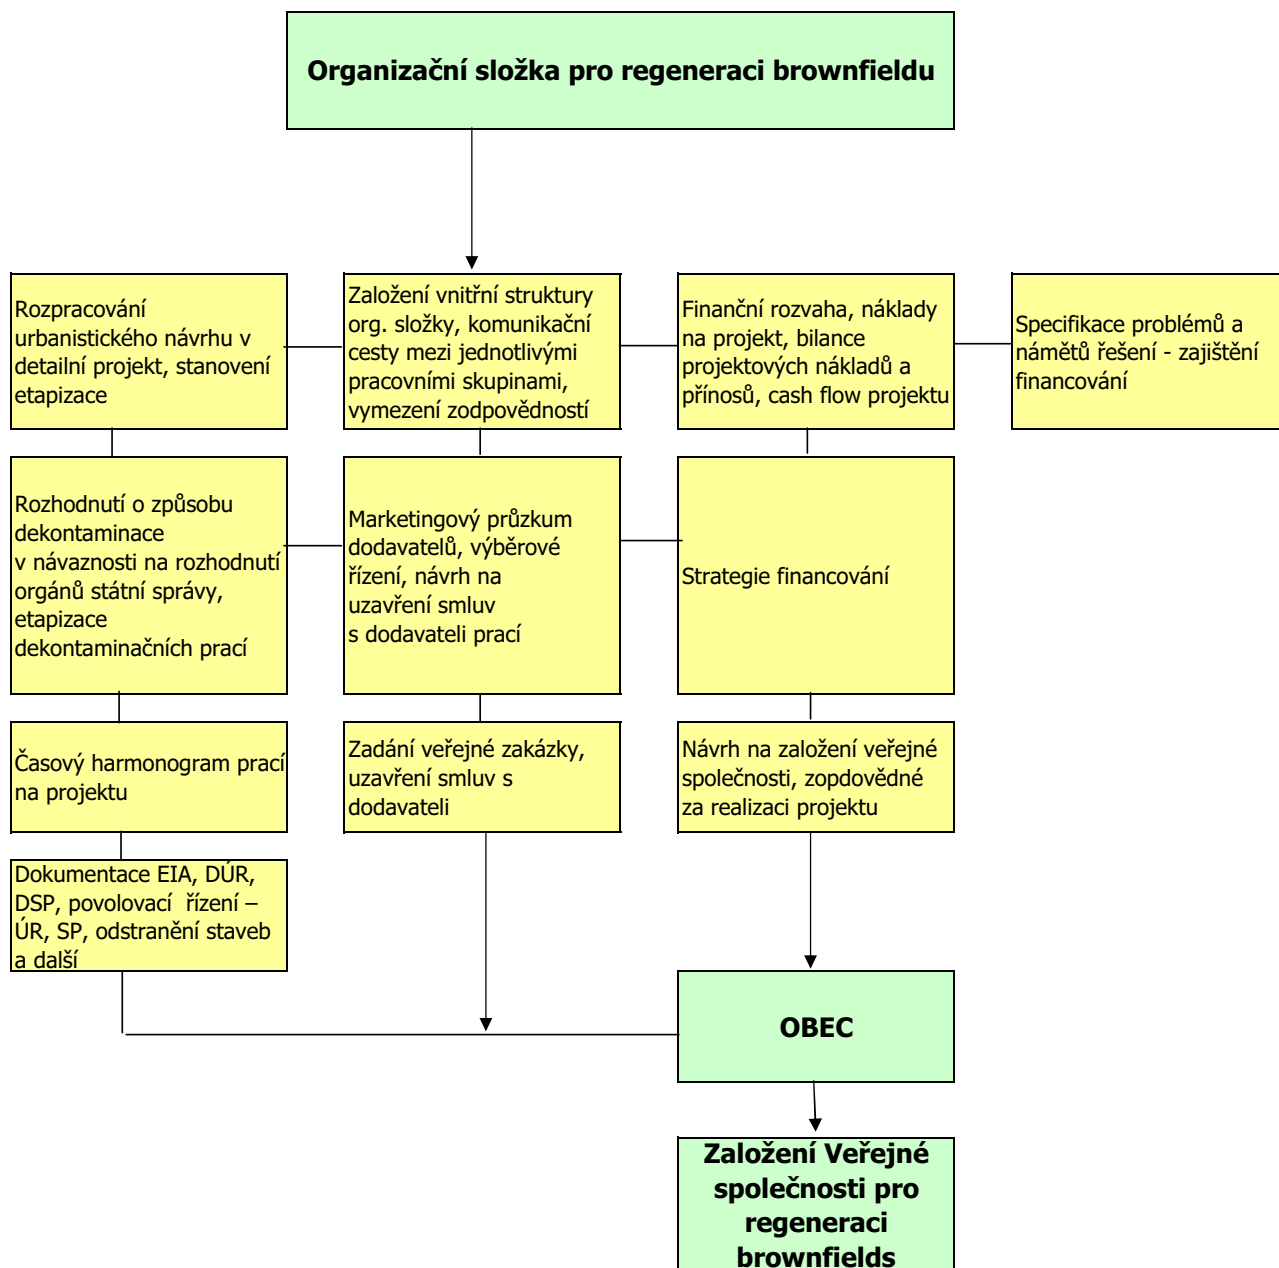 Organizační složka pro regeneraci brownfieldu
Rozpracování
urbanistického návrhu v
detailní projekt, stanovení
etapizace
Založení vnitřní struktury
org. složky, komunikační
cesty mezi jednotlivými
pracovními skupinami,
vymezení zodpovědností
Finanční rozvaha, náklady
na projekt, bilance
projektových nákladů a
přínosů, cash flow projektu
Specifikace problémů a
námětů řešení - zajištění
financování
Rozhodnutí o způsobu
dekontaminace
v návaznosti na rozhodnutí
orgánů státní správy,
etapizace
dekontaminačních prací
Marketingový průzkum
dodavatelů, výběrové
řízení, návrh na
uzavření smluv
s dodavateli prací
Strategie financování
Časový harmonogram prací
na projektu
Zadání veřejné zakázky,
uzavření smluv s
dodavateli
Návrh na založení veřejné
společnosti, zopdovědné
za realizaci projektu
Dokumentace EIA, DÚR,
DSP, povolovací řízení –
ÚR, SP, odstranění staveb
a další
OBEC
Založení Veřejné
společnosti pro
regeneraci
brownfields